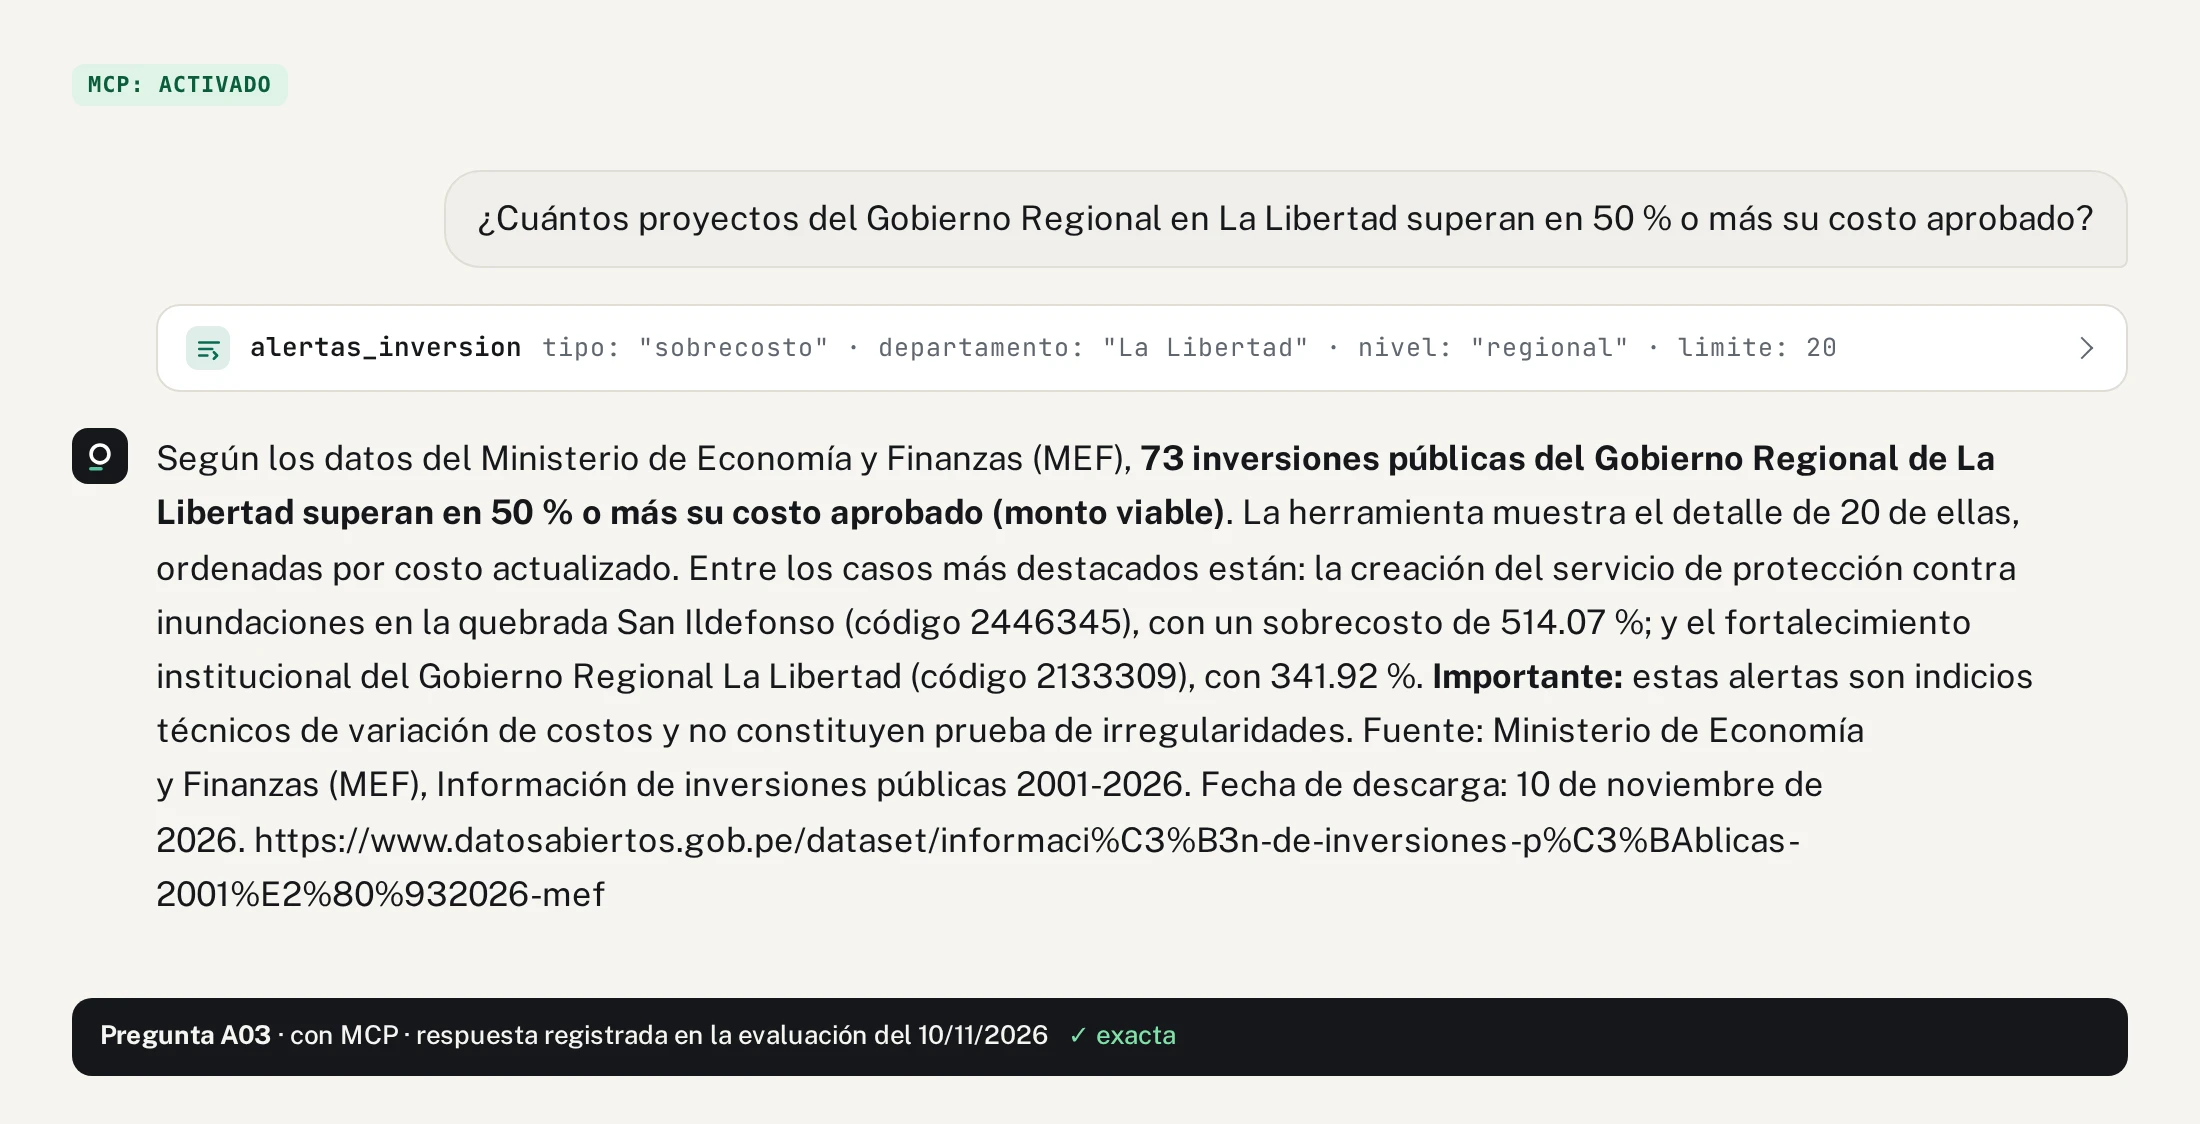 MCP: ACTIVADO
¿Cuántos proyectos del Gobierno Regional en La Libertad superan en 50 % o más su costo aprobado?
alertas_inversion tipo: "sobrecosto" · departamento: "La Libertad" · nivel: "regional" · limite: 20
Según los datos del Ministerio de Economía y Finanzas (MEF), 73 inversiones públicas del Gobierno Regional de La
Libertad superan en 50 % o más su costo aprobado (monto viable). La herramienta muestra el detalle de 20 de ellas,
ordenadas por costo actualizado. Entre los casos más destacados están: la creación del servicio de protección contra
inundaciones en la quebrada San Ildefonso (código 2446345), con un sobrecosto de 514.07 %; y el fortalecimiento
institucional del Gobierno Regional La Libertad (código 2133309), con 341.92 %. Importante: estas alertas son indicios
técnicos de variación de costos y no constituyen prueba de irregularidades. Fuente: Ministerio de Economía
y Finanzas (MEF), Información de inversiones públicas 2001-2026. Fecha de descarga: 10 de noviembre de
2026. https://www.datosabiertos.gob.pe/dataset/informaci%C3%B3n-de-inversiones-p%C3%BAblicas-
2001%E2%80%932026-mef
Pregunta A03 · con MCP · respuesta registrada en la evaluación del 10/11/2026 ✓ exacta